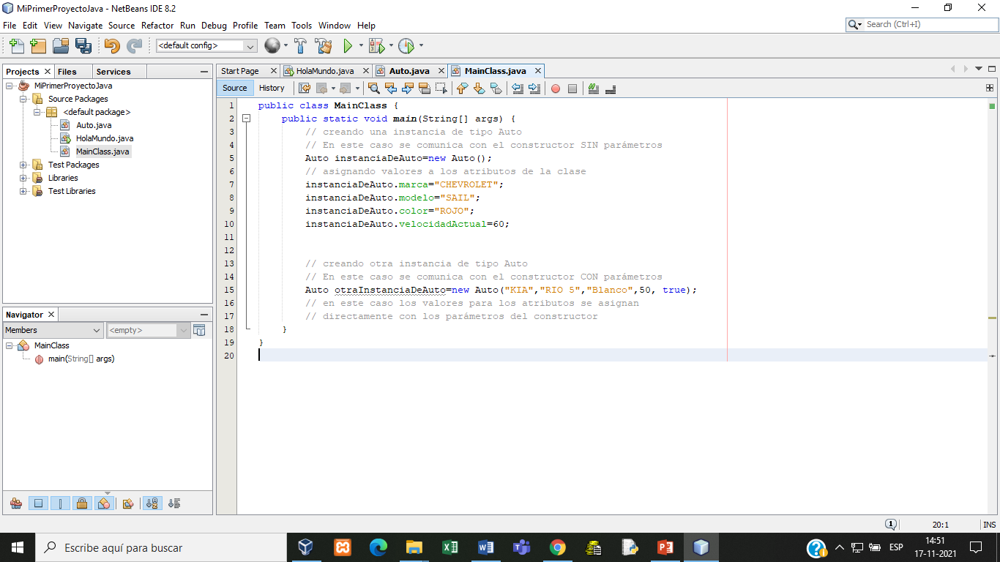 MiPrimerProyectoJava - NetBeans IDE 8.2
File Edit View Navigate Source Refactor Run Debug Profile Team Tools Window Help
Search (Ctrl+I)
<default config>
Projects Files Services
MiPrimerProyectoJava
Source Packages
<default package>
Auto.java
HolaMundo.java
MainClass.java
Test Packages
Libraries
Test Libraries
Navigator
Members
<empty>
MainClass
main(String[] args)
Start Page HolaMundo.java Auto.java MainClass.java
Source History
1 public class MainClass {
2 public static void main(String[] args) {
3 // creando una instancia de tipo Auto
4 // En este caso se comunica con el constructor SIN parámetros
5 Auto instanciaDeAuto=new Auto();
6 // asignando valores a los atributos de la clase
7 instanciaDeAuto.marca="CHEVROLET";
8 instanciaDeAuto.modelo="SAIL";
9 instanciaDeAuto.color="ROJO";
10 instanciaDeAuto.velocidadActual=60;
11
12
13 // creando otra instancia de tipo Auto
14 // En este caso se comunica con el constructor CON parámetros
15 Auto otraInstanciaDeAuto=new Auto("KIA","RIO 5","Blanco",50, true);
16 // en este caso los valores para los atributos se asignan
17 // directamente con los parámetros del constructor
18 }
19 }
20
1 20:1 INS
Escribe aquí para buscar
ESP
14:51
17-11-2021